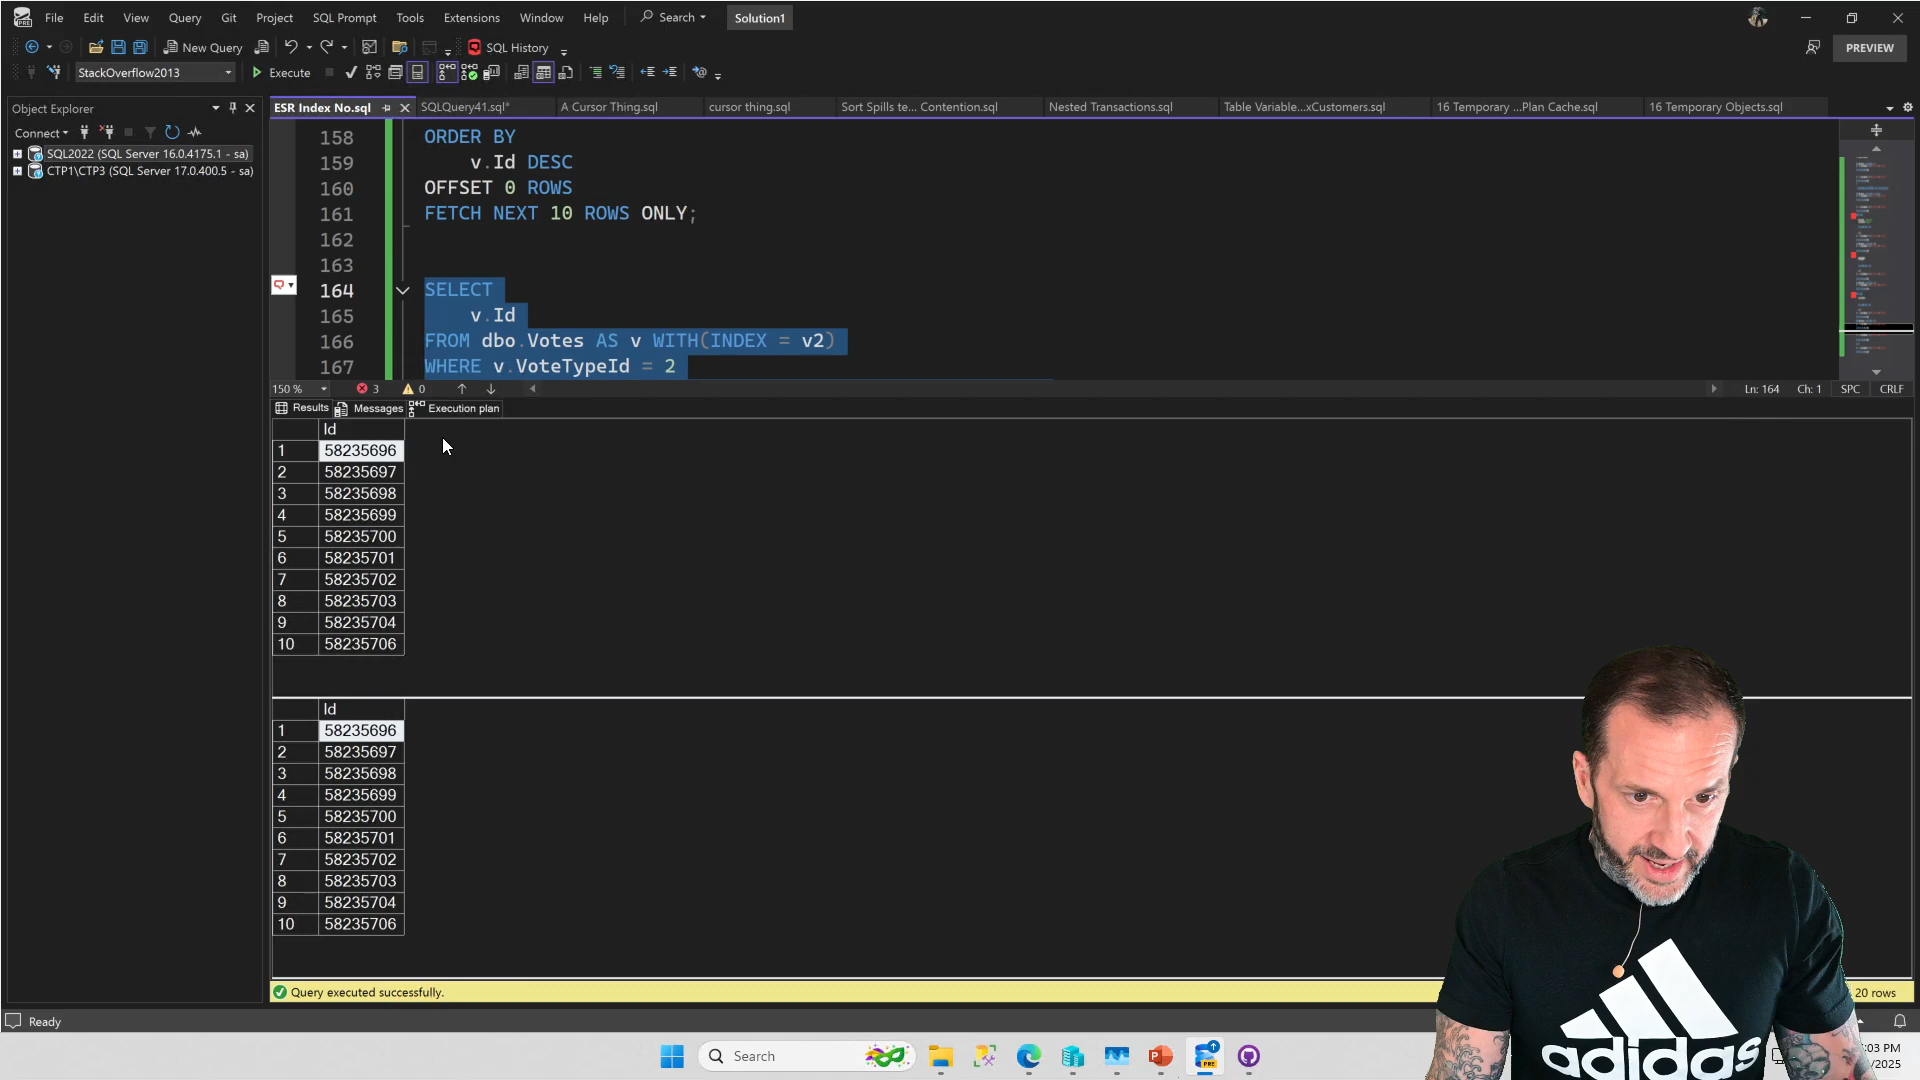 File Edit View Query Git Project SQL Prompt Tools Extensions Window Help Search Solution1
New Query SQL History PREVIEW
StackOverflow2013 Execute
Object Explorer
Connect
SQL2022 (SQL Server 16.0.4175.1 - sa)
CTP1\CTP3 (SQL Server 17.0.400.5 - sa)
ESR Index No.sql SQLQuery41.sql* A Cursor Thing.sql cursor thing.sql Sort Spills te... Contention.sql Nested Transactions.sql Table Variable...xCustomers.sql 16 Temporary ...Plan Cache.sql 16 Temporary Objects.sql
158 ORDER BY
159 v.Id DESC
160 OFFSET 0 ROWS
161 FETCH NEXT 10 ROWS ONLY;
162
163
164 SELECT
165 v.Id
166 FROM dbo.Votes AS v WITH(INDEX = v2)
167 WHERE v.VoteTypeId = 2
150 % 3 0 Ln: 164 Ch: 1 SPC CRLF
Results Messages Execution plan
Id
1 58235696
2 58235697
3 58235698
4 58235699
5 58235700
6 58235701
7 58235702
8 58235703
9 58235704
10 58235706
Id
1 58235696
2 58235697
3 58235698
4 58235699
5 58235700
6 58235701
7 58235702
8 58235703
9 58235704
10 58235706
Query executed successfully. 20 rows
Ready
Search
:03 PM
/2025
adidas
PRE
PRE